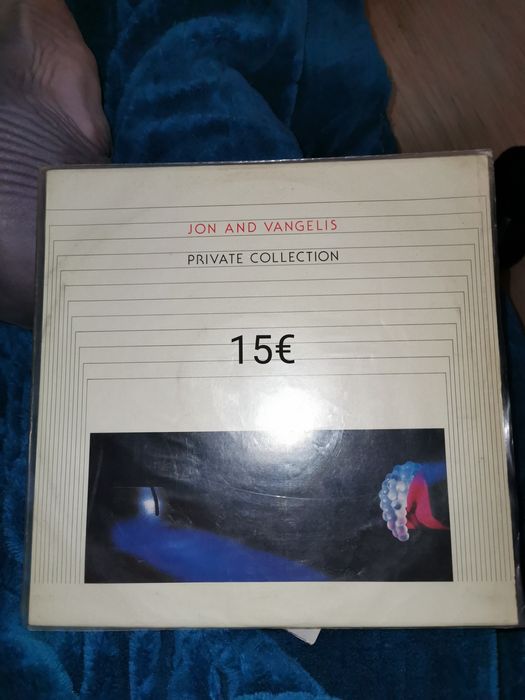 JON AND VANGELIS
PRIVATE COLLECTION
15€